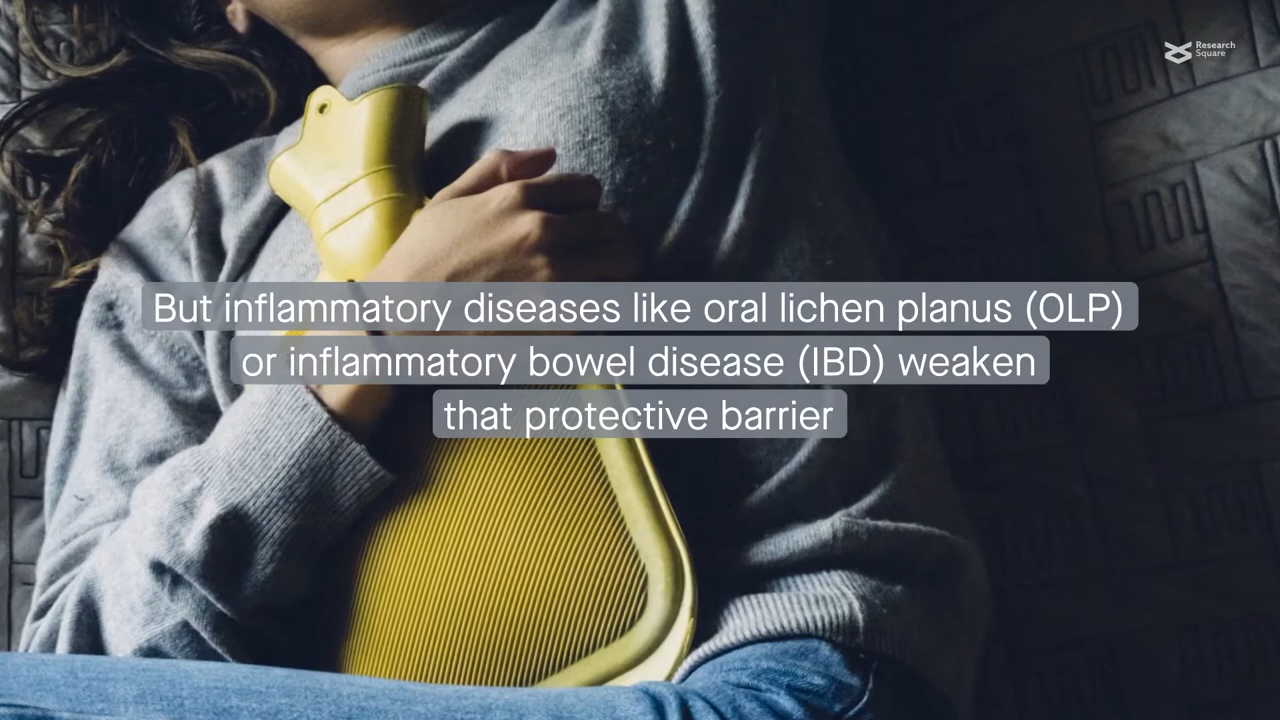 Research
Square
But inflammatory diseases like oral lichen planus (OLP)
or inflammatory bowel disease (IBD) weaken
that protective barrier